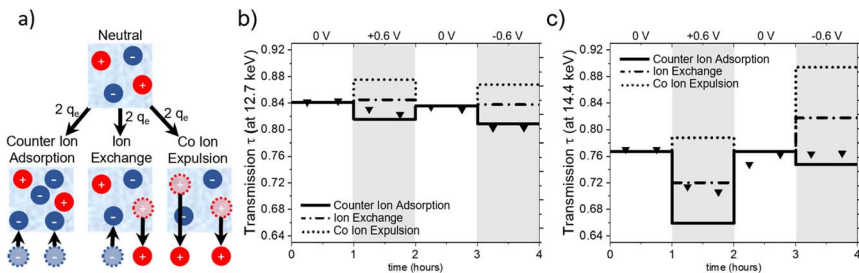 a)
Neutral
2 qe
2 qe
2 qe
Counter Ion
Adsorption
Ion
Exchange
Co Ion
Expulsion
b)
0 V
+0.6 V
0 V
-0.6 V
Transmission τ (at 12.7 keV)
0.92
0.88
0.84
0.80
0.76
0.72
0.68
0.64
Counter Ion Adsorption
Ion Exchange
Co Ion Expulsion
0
1
2
3
4
time (hours)
c)
0 V
+0.6 V
0 V
-0.6 V
Transmission τ (at 14.4 keV)
0.92
0.88
0.84
0.80
0.76
0.72
0.68
0.64
Counter Ion Adsorption
Ion Exchange
Co Ion Expulsion
0
1
2
3
4
time (hours)